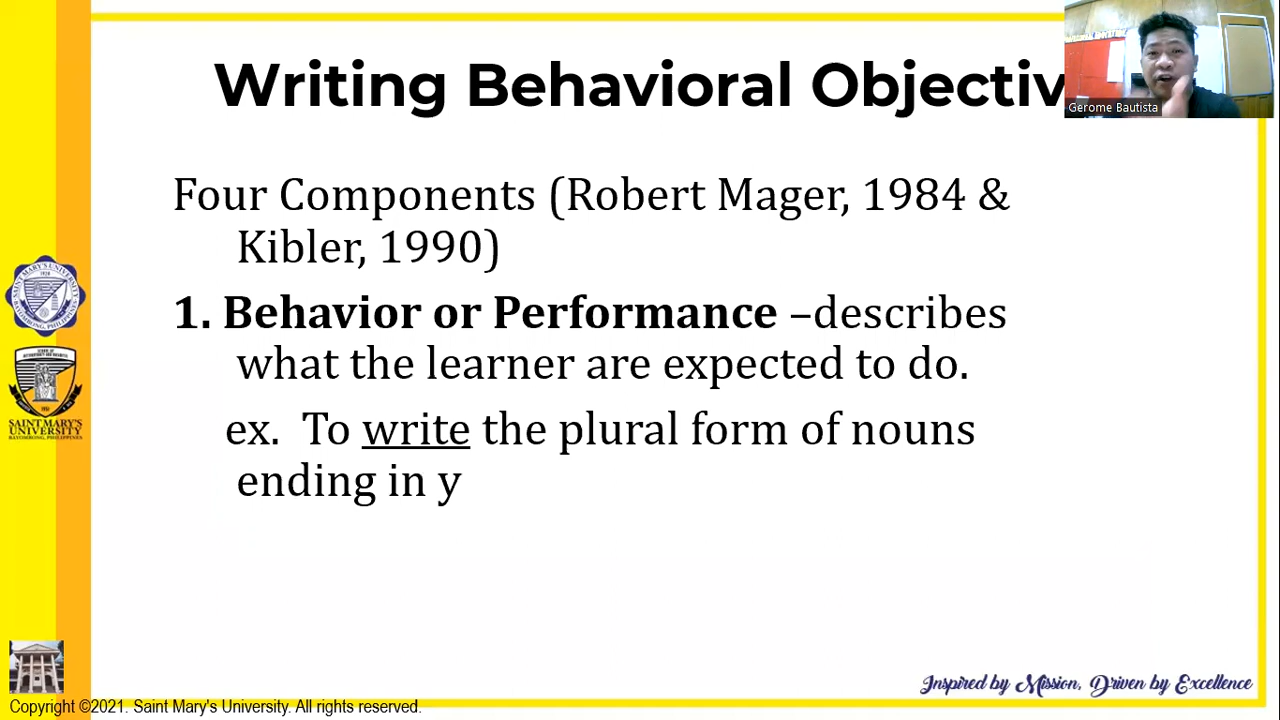 Writing Behavioral Objectiv
Gerome Bautista
Four Components (Robert Mager, 1984 &
Kibler, 1990)
1. Behavior or Performance –describes
what the learner are expected to do.
ex. To write the plural form of nouns
ending in y
SAINT MARY'S
UNIVERSITY
BAYOMBONG, PHILIPPINES
Inspired by Mission, Driven by Excellence
Copyright ©2021. Saint Mary's University. All rights reserved.